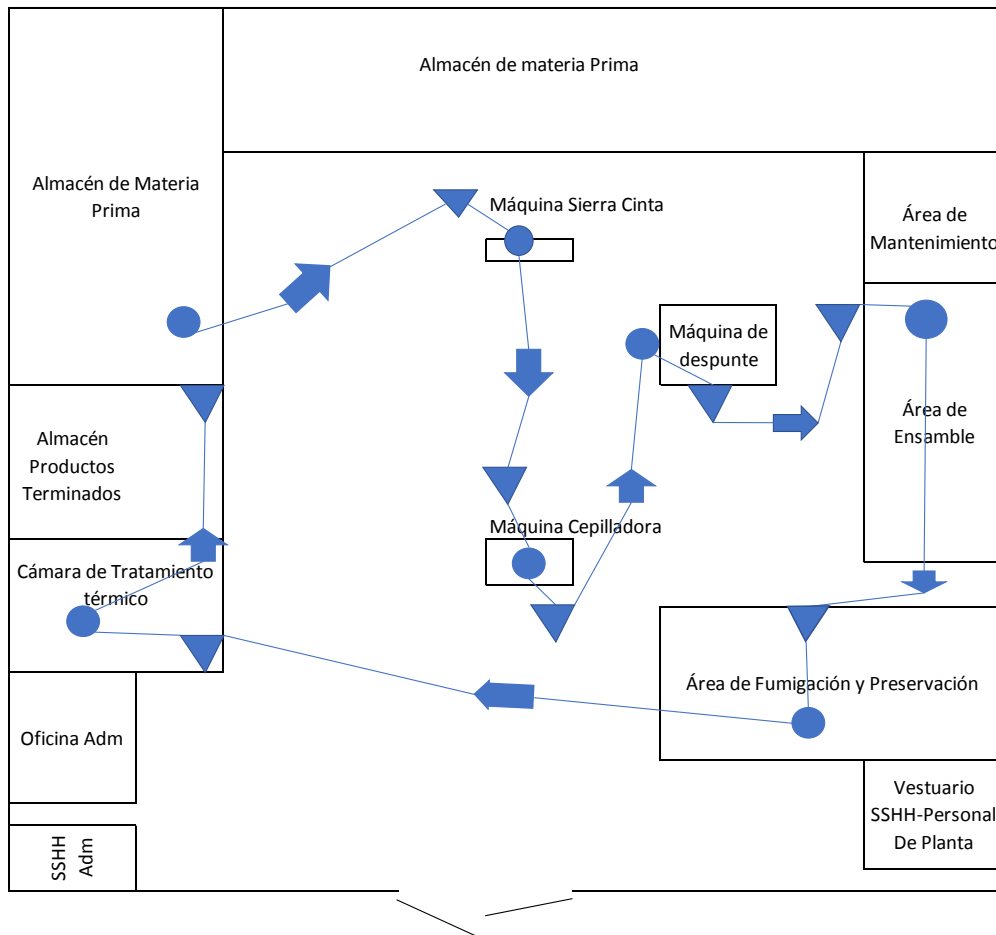 Almacén de materia Prima
Almacén de Materia
Prima
Máquina Sierra Cinta
Área de
Mantenimiento
Máquina de
despunte
Área de
Ensamble
Almacén
Productos
Terminados
Máquina Cepilladora
Cámara de Tratamiento
térmico
Área de Fumigación y Preservación
Oficina Adm
Vestuario
SSHH-Personal
De Planta
SSHH
Adm